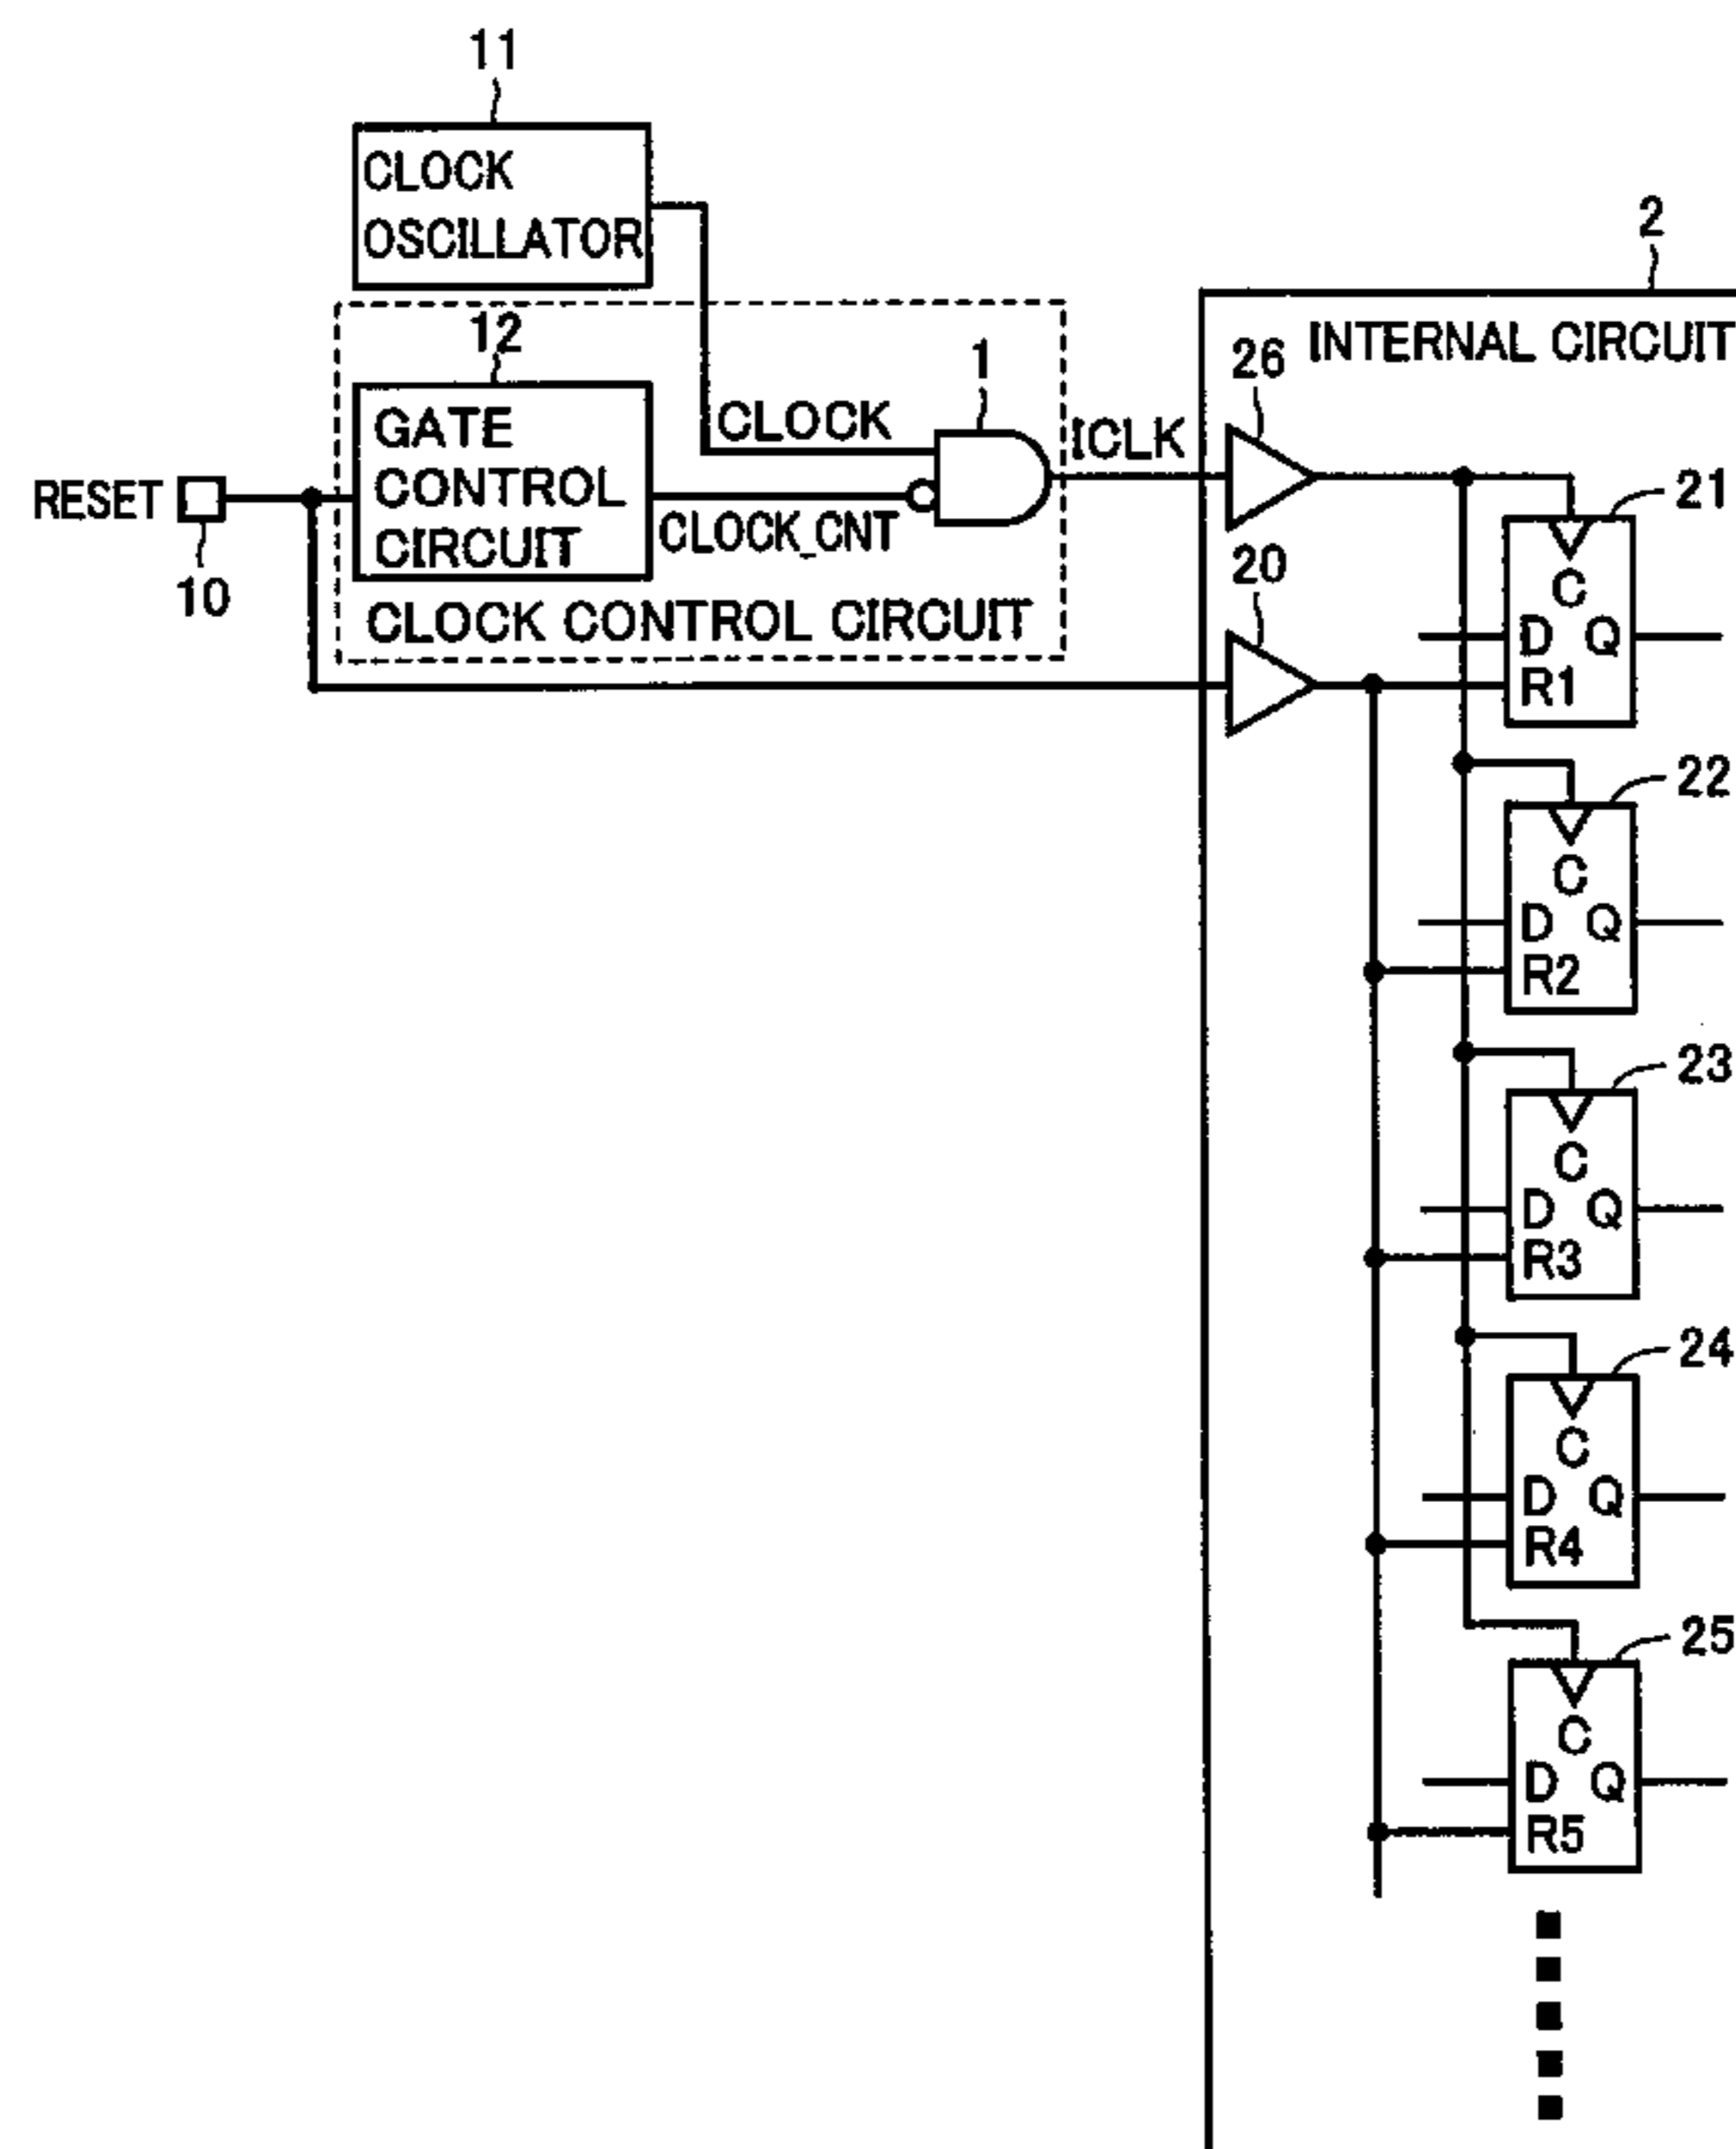 11
CLOCK
OSCILLATOR
2
INTERNAL CIRCUIT
12
1
26
GATE
CONTROL
CIRCUIT
CLOCK
ICLK
CLOCK_CNT
RESET
10
CLOCK CONTROL CIRCUIT
20
21
C
D Q
R1
22
C
D Q
R2
23
C
D Q
R3
24
C
D Q
R4
25
C
D Q
R5